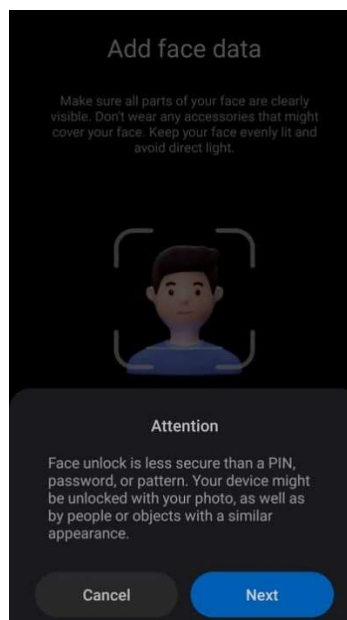 Add face data
Make sure all parts of your face are clearly
visible. Don't wear any accessories that might
cover your face. Keep your face evenly lit and
avoid direct light.
Attention
Face unlock is less secure than a PIN,
password, or pattern. Your device might
be unlocked with your photo, as well as
by people or objects with a similar
appearance.
Cancel
Next